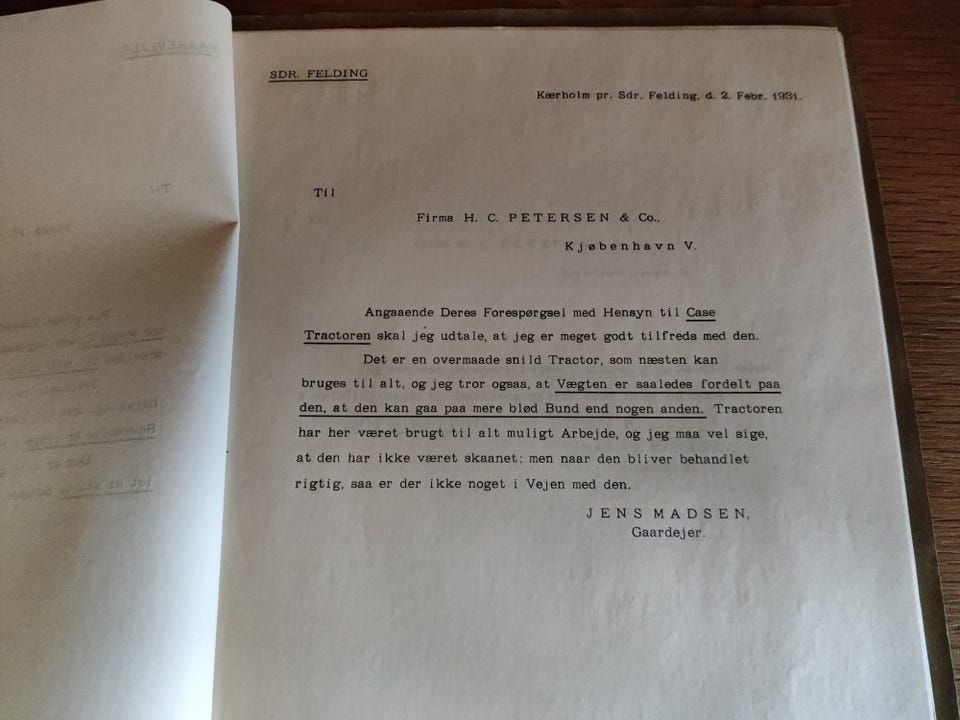 SDR. FELDING
Kærholm pr. Sdr. Felding, d. 2. Febr. 1931.
Til
Firma H. C. PETERSEN & Co.,
Kjøbenhavn V.
Angaaende Deres Forespørgsel med Hensyn til Case
Tractoren skal jeg udtale, at jeg er meget godt tilfreds med den.
Det er en overmaade snild Tractor, som næsten kan
bruges til alt, og jeg tror ogsaa, at Vægten er saaledes fordelt paa
den, at den kan gaa paa mere blød Bund end nogen anden. Tractoren
har her været brugt til alt muligt Arbejde, og jeg maa vel sige,
at den har ikke været skaanet; men naar den bliver behandlet
rigtig, saa er der ikke noget i Vejen med den.
JENS MADSEN,
Gaardejer.